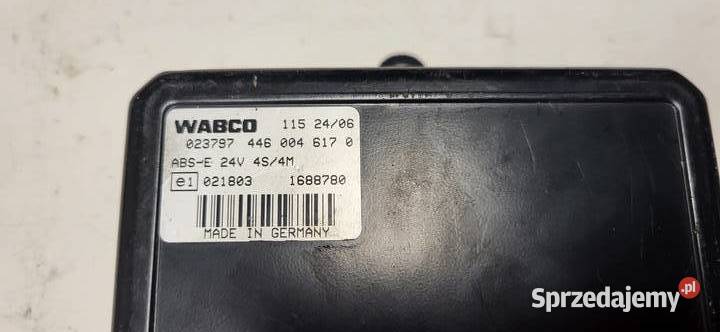 WABCO 115 24/06
023797 446 004 617 0
ABS-E 24V 4S/4M
e1 021803 1688780
MADE IN GERMANY
Sprzedajemy.pl